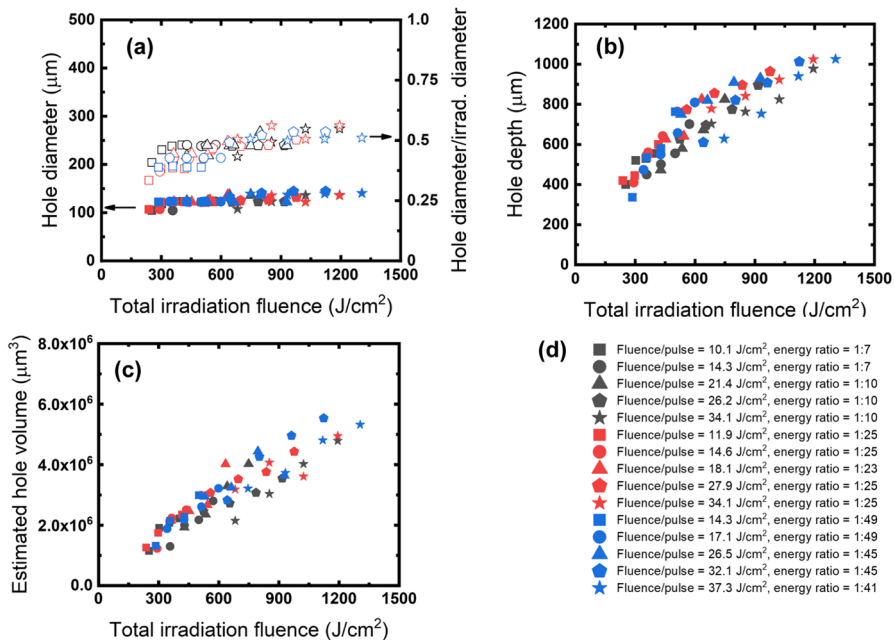 (a)
500
400
300
200
100
0
Hole diameter (μm)
1.0
0.75
0.5
0.25
0
Hole diameter/irrad. diameter
0 300 600 900 1200 1500
Total irradiation fluence (J/cm²)
(b)
1200
1000
800
600
400
200
0
Hole depth (μm)
0 300 600 900 1200 1500
Total irradiation fluence (J/cm²)
(c)
8.0x10⁶
6.0x10⁶
4.0x10⁶
2.0x10⁶
0.0
Estimated hole volume (μm³)
0 300 600 900 1200 1500
Total irradiation fluence (J/cm²)
(d)
Fluence/pulse = 10.1 J/cm², energy ratio = 1:7
Fluence/pulse = 14.3 J/cm², energy ratio = 1:7
Fluence/pulse = 21.4 J/cm², energy ratio = 1:10
Fluence/pulse = 26.2 J/cm², energy ratio = 1:10
Fluence/pulse = 34.1 J/cm², energy ratio = 1:10
Fluence/pulse = 11.9 J/cm², energy ratio = 1:25
Fluence/pulse = 14.6 J/cm², energy ratio = 1:25
Fluence/pulse = 18.1 J/cm², energy ratio = 1:23
Fluence/pulse = 27.9 J/cm², energy ratio = 1:25
Fluence/pulse = 34.1 J/cm², energy ratio = 1:25
Fluence/pulse = 14.3 J/cm², energy ratio = 1:49
Fluence/pulse = 17.1 J/cm², energy ratio = 1:49
Fluence/pulse = 26.5 J/cm², energy ratio = 1:45
Fluence/pulse = 32.1 J/cm², energy ratio = 1:45
Fluence/pulse = 37.3 J/cm², energy ratio = 1:41